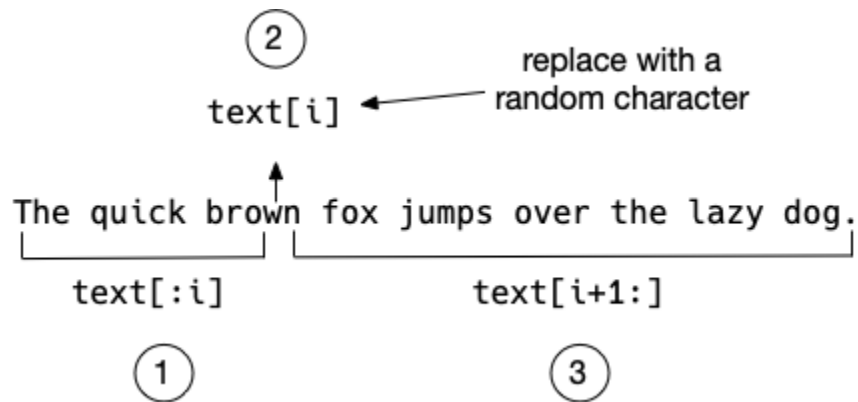 2
replace with a
random character
text[i]
The quick brown fox jumps over the lazy dog.
text[:i]
text[i+1:]
1
3